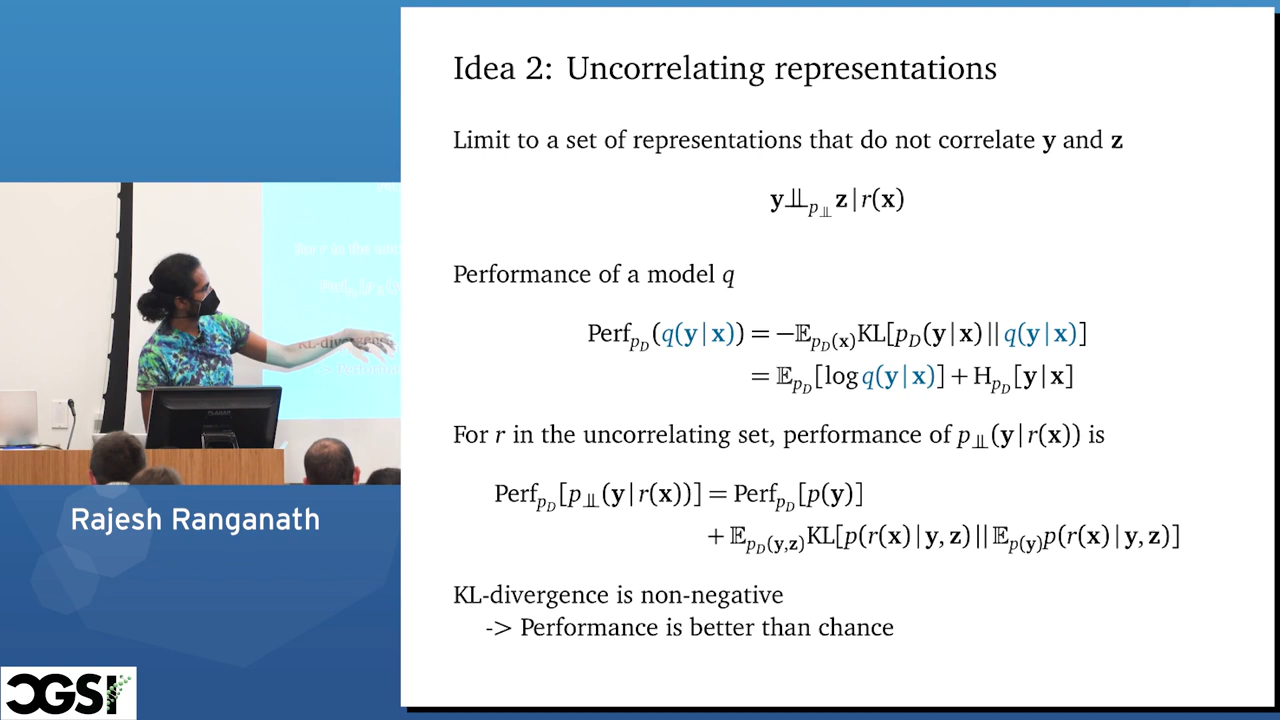 Idea 2: Uncorrelating representations
Limit to a set of representations that do not correlate y and z
y⫫_{p_⫫} z | r(x)
Performance of a model q
Perf_{p_D}(q(y | x)) = −𝔼_{p_D(x)}KL[p_D(y | x) || q(y | x)]
= 𝔼_{p_D}[log q(y | x)] + H_{p_D}[y | x]
For r in the uncorrelating set, performance of p_⫫(y | r(x)) is
Perf_{p_D}[p_⫫(y | r(x))] = Perf_{p_D}[p(y)]
+ 𝔼_{p_D(y,z)}KL[p(r(x) | y, z) || 𝔼_{p(y)}p(r(x) | y, z)]
KL-divergence is non-negative
-> Performance is better than chance
KL-divergence
Rajesh Ranganath
CGSI